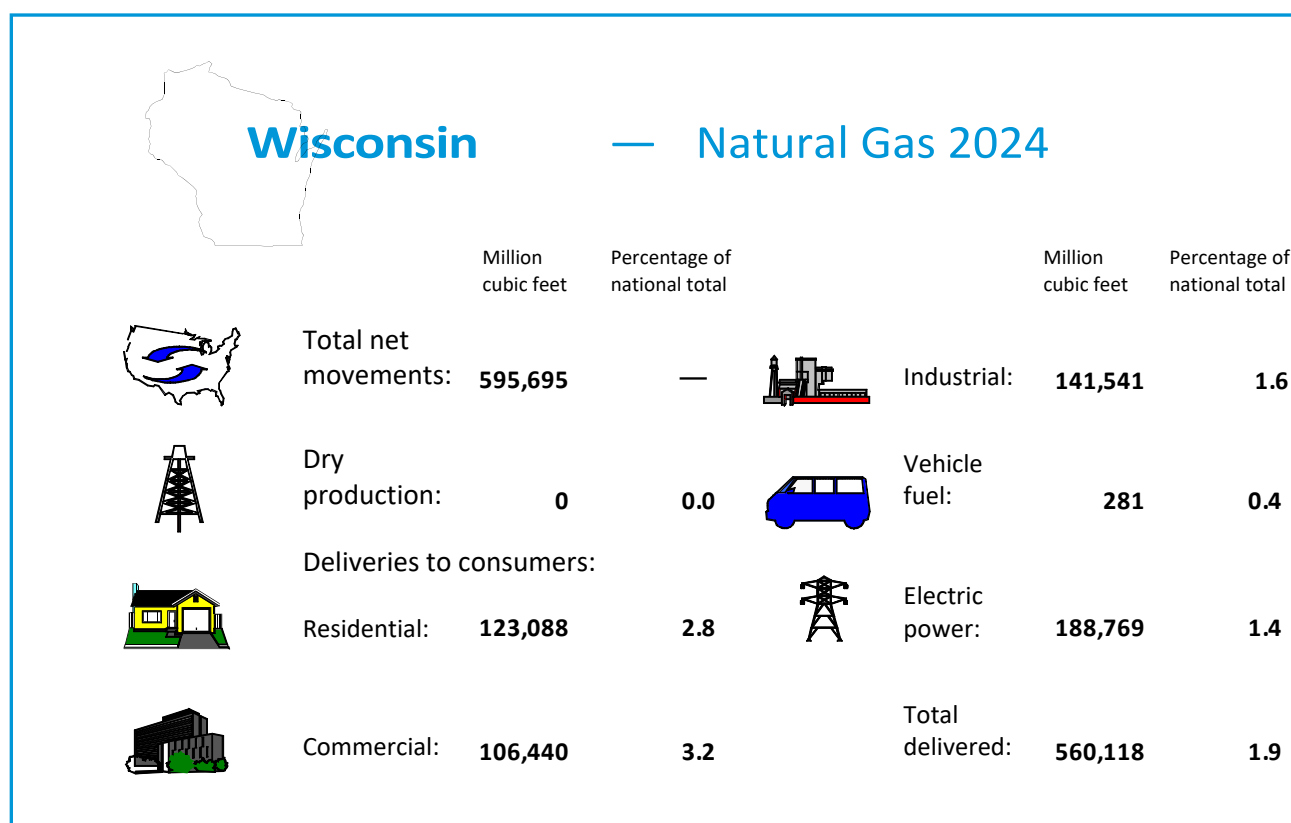 Wisconsin — Natural Gas 2024
Million
cubic feet
Percentage of
national total
Million
cubic feet
Percentage of
national total
Total net
movements: 595,695 —
Industrial: 141,541 1.6
Dry
production: 0 0.0
Vehicle
fuel: 281 0.4
Deliveries to consumers:
Residential: 123,088 2.8
Electric
power: 188,769 1.4
Commercial: 106,440 3.2
Total
delivered: 560,118 1.9